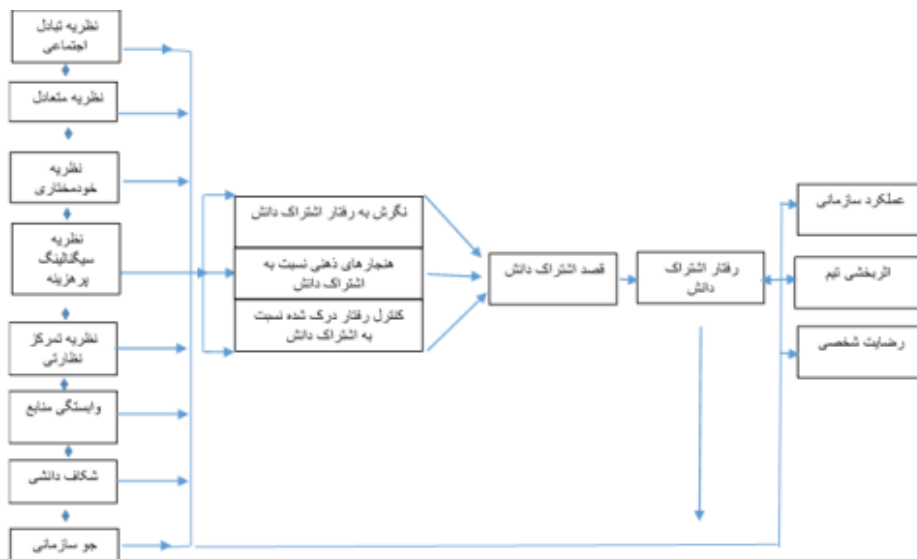 نظریه تبادل
اجتماعی
نظریه متعادل
نظریه
خودمختاری
نظریه
سیگنالینگ
پرهزینه
نظریه تمرکز
نظارتی
وابستگی منابع
شکاف دانشی
جو سازمانی
نگرش به رفتار اشتراک دانش
هنجارهای ذهنی نسبت به
اشتراک دانش
کنترل رفتار درک شده نسبت
به اشتراک دانش
قصد اشتراک دانش
رفتار اشتراک
دانش
عملکرد سازمانی
اثربخشی تیم
رضایت شخصی